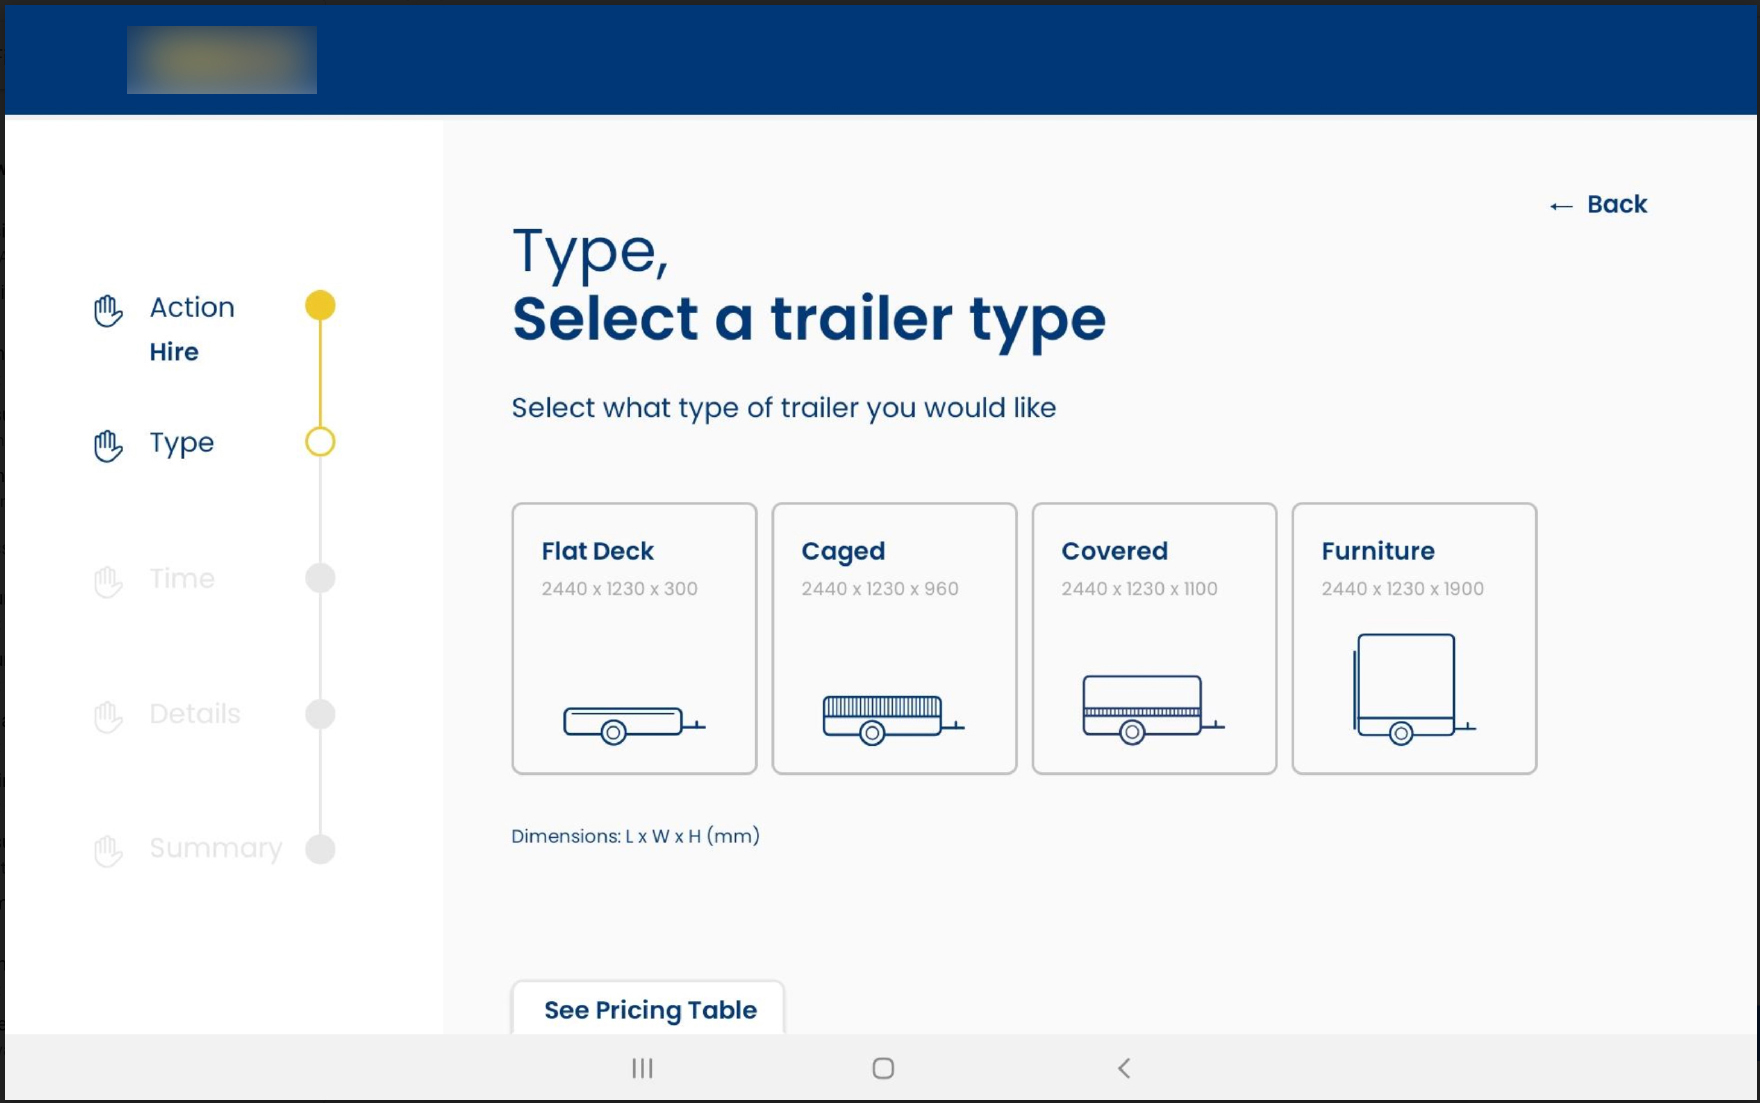 ← Back
Type,
Select a trailer type
Select what type of trailer you would like
Action
Hire
Type
Time
Details
Summary
Flat Deck
2440 x 1230 x 300
Caged
2440 x 1230 x 960
Covered
2440 x 1230 x 1100
Furniture
2440 x 1230 x 1900
Dimensions: L x W x H (mm)
See Pricing Table